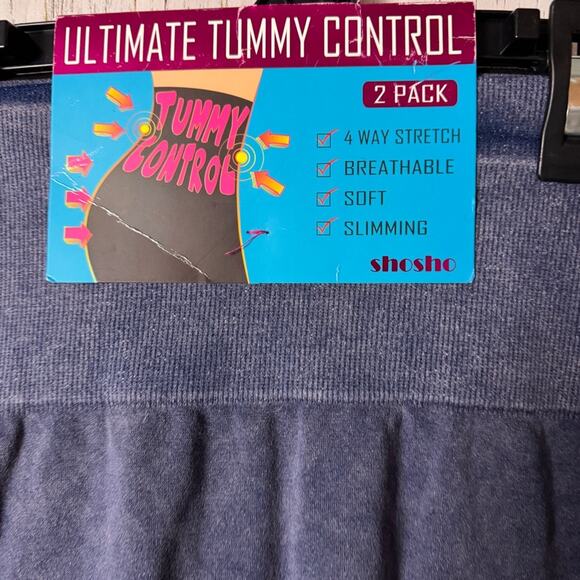 ULTIMATE TUMMY CONTROL
2 PACK
TUMMY
CONTROL
4 WAY STRETCH
BREATHABLE
SOFT
SLIMMING
shosho